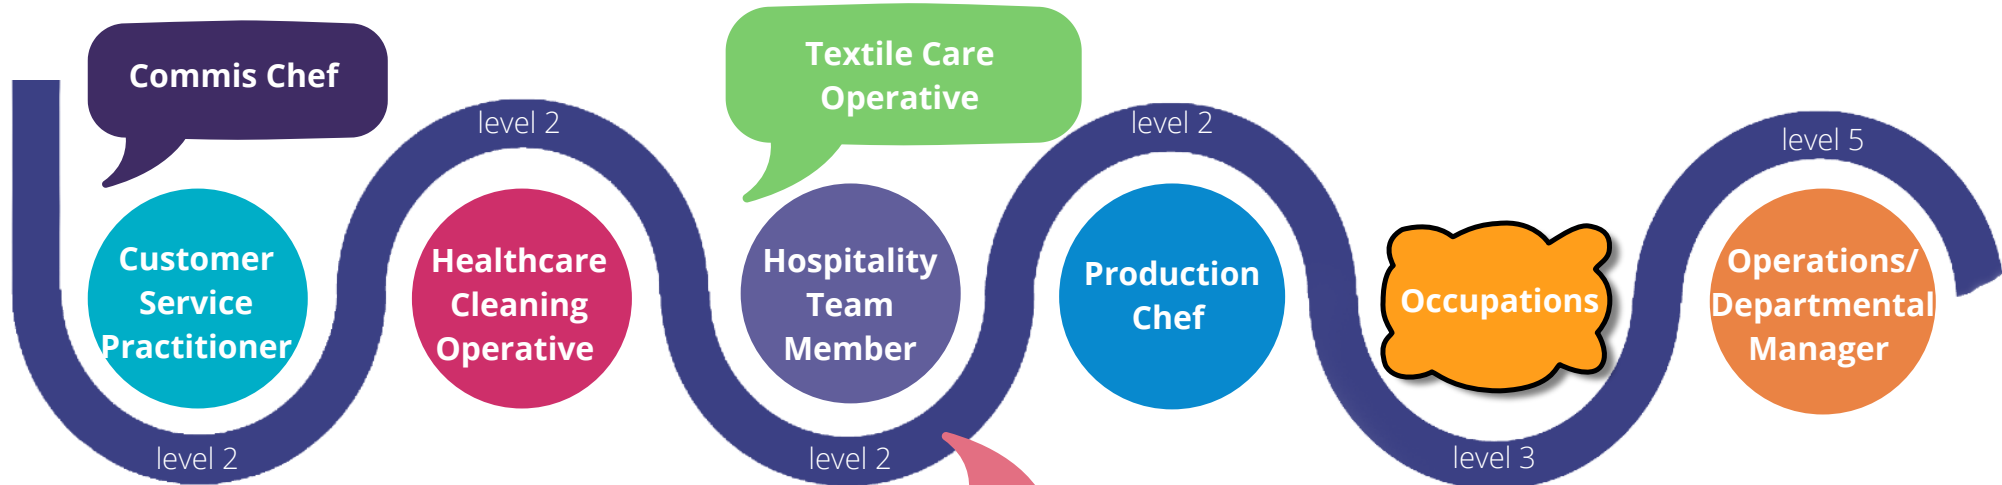 Commis Chef
Textile Care
Operative
level 2
level 2
level 5
Customer
Service
Practitioner
Healthcare
Cleaning
Operative
Hospitality
Team
Member
Production
Chef
Occupations
Operations/
Departmental
Manager
level 2
level 2
level 3